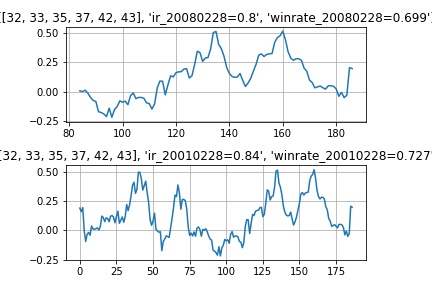 [[32, 33, 35, 37, 42, 43], 'ir_20080228=0.8', 'winrate_20080228=0.699']
0.50
0.25
0.00
−0.25
80 100 120 140 160 180
[32, 33, 35, 37, 42, 43], 'ir_20010228=0.84', 'winrate_20010228=0.727'
0.50
0.25
0.00
−0.25
0 25 50 75 100 125 150 175